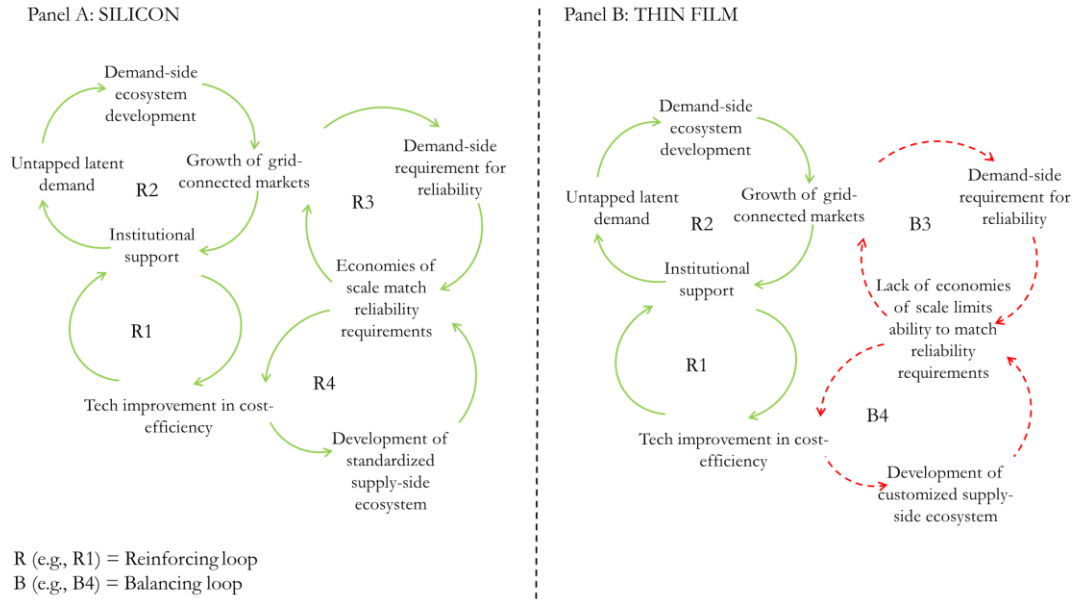 Panel A: SILICON
Demand-side
ecosystem
development
Untapped latent
demand
R2
Growth of grid-
connected markets
Demand-side
requirement for
reliability
R3
Institutional
support
Economies of
scale match
reliability
requirements
R1
R4
Tech improvement in cost-
efficiency
Development of
standardized
supply-side
ecosystem
R (e.g., R1) = Reinforcing loop
B (e.g., B4) = Balancing loop
Panel B: THIN FILM
Demand-side
ecosystem
development
Untapped latent
demand
R2
Growth of grid-
connected markets
Demand-side
requirement for
reliability
B3
Institutional
support
Lack of economies
of scale limits
ability to match
reliability
requirements
R1
B4
Tech improvement in cost-
efficiency
Development of
customized supply-
side ecosystem